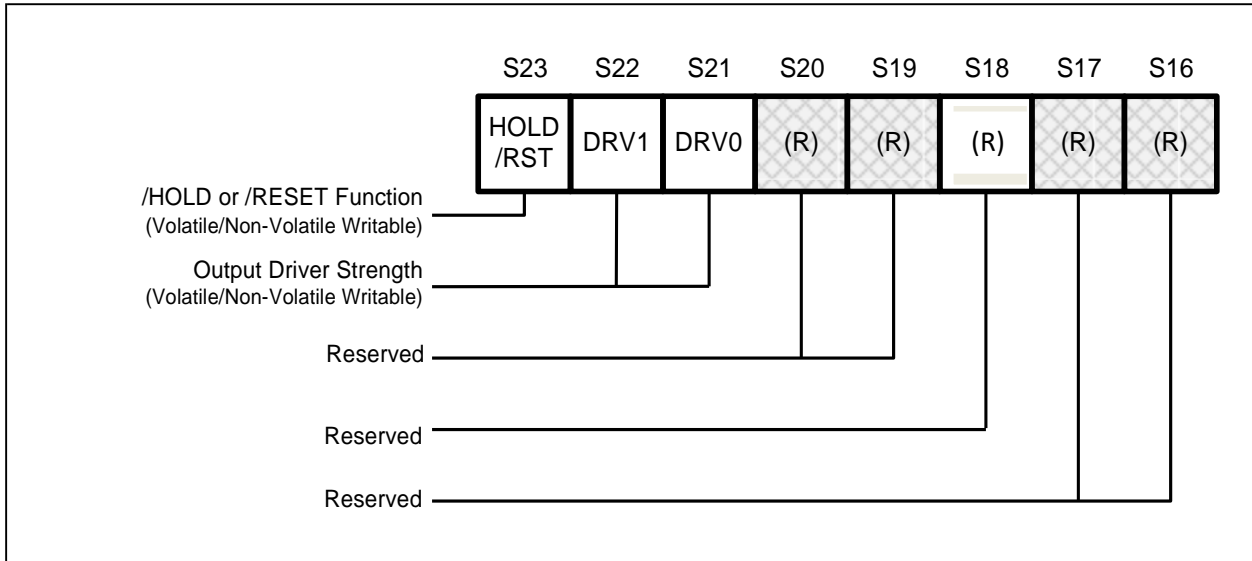 S23 S22 S21 S20 S19 S18 S17 S16
HOLD
/RST
DRV1 DRV0 (R) (R) (R) (R) (R)
/HOLD or /RESET Function
(Volatile/Non-Volatile Writable)
Output Driver Strength
(Volatile/Non-Volatile Writable)
Reserved
Reserved
Reserved